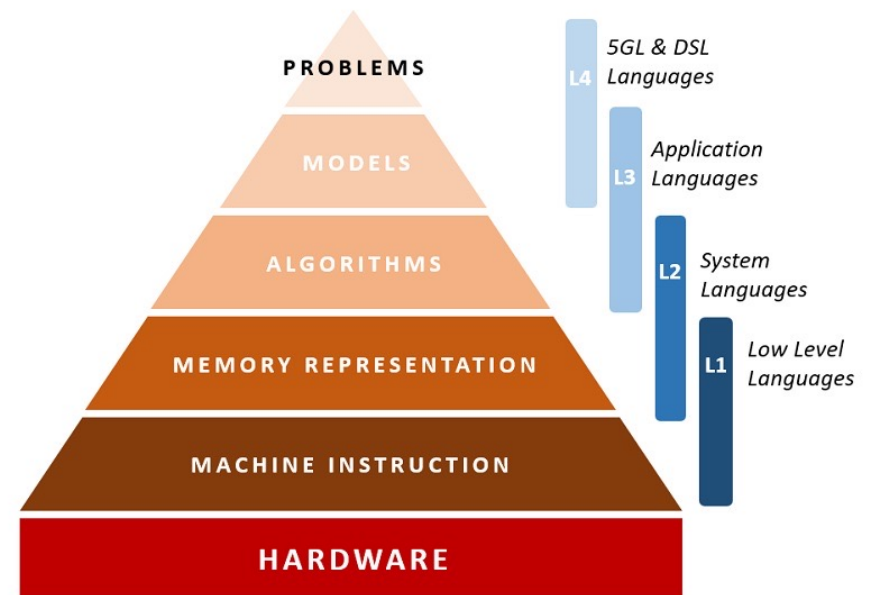 PROBLEMS
MODELS
ALGORITHMS
MEMORY REPRESENTATION
MACHINE INSTRUCTION
HARDWARE
L4
5GL & DSL
Languages
L3
Application
Languages
L2
System
Languages
L1
Low Level
Languages